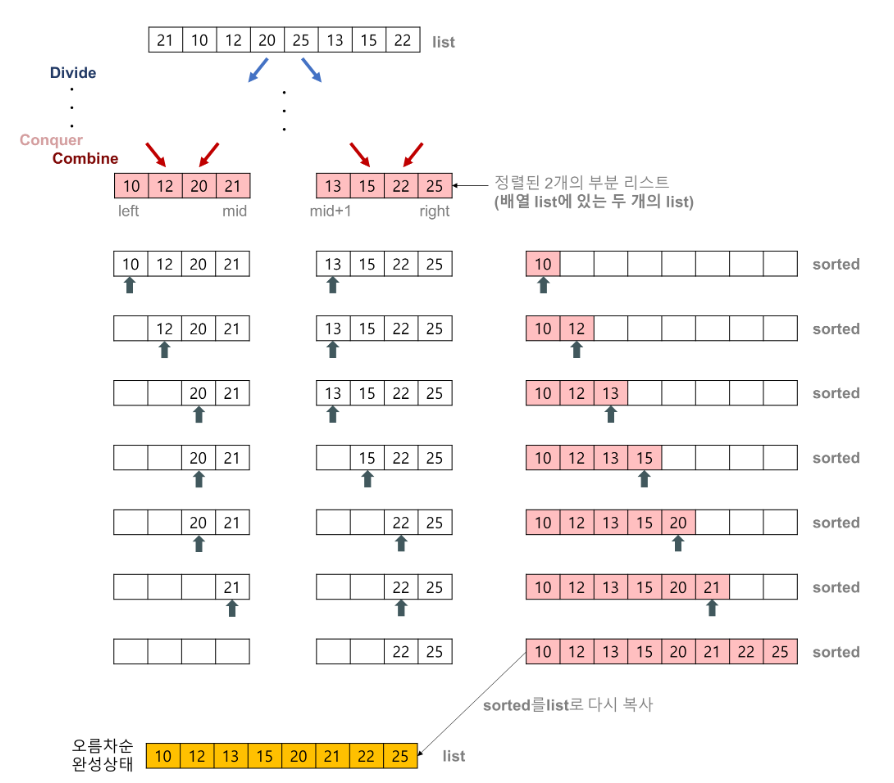 21 10 12 20 25 13 15 22 list
Divide
Conquer
Combine
10 12 20 21 13 15 22 25 정렬된 2개의 부분 리스트
(배열 list에 있는 두 개의 list)
left mid mid+1 right
10 12 20 21 13 15 22 25 10 sorted
12 20 21 13 15 22 25 10 12 sorted
20 21 13 15 22 25 10 12 13 sorted
20 21 15 22 25 10 12 13 15 sorted
20 21 22 25 10 12 13 15 20 sorted
21 22 25 10 12 13 15 20 21 sorted
22 25 10 12 13 15 20 21 22 25 sorted
sorted를list로 다시 복사
오름차순
완성상태
10 12 13 15 20 21 22 25 list